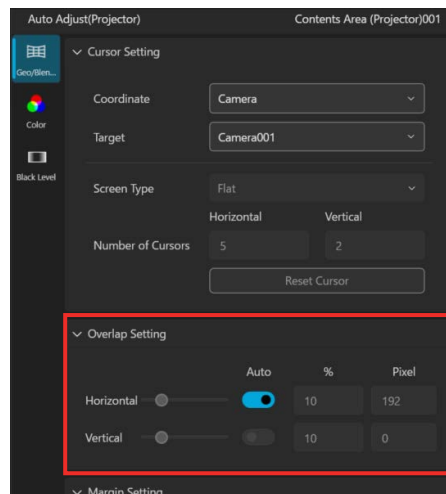 Auto Adjust(Projector) Contents Area (Projector)001
Geo/Blen...
Color
Black Level
Cursor Setting
Coordinate Camera
Target Camera001
Screen Type Flat
Horizontal Vertical
Number of Cursors 5 2
Reset Cursor
Overlap Setting
Auto % Pixel
Horizontal 10 192
Vertical 10 0
Margin Setting